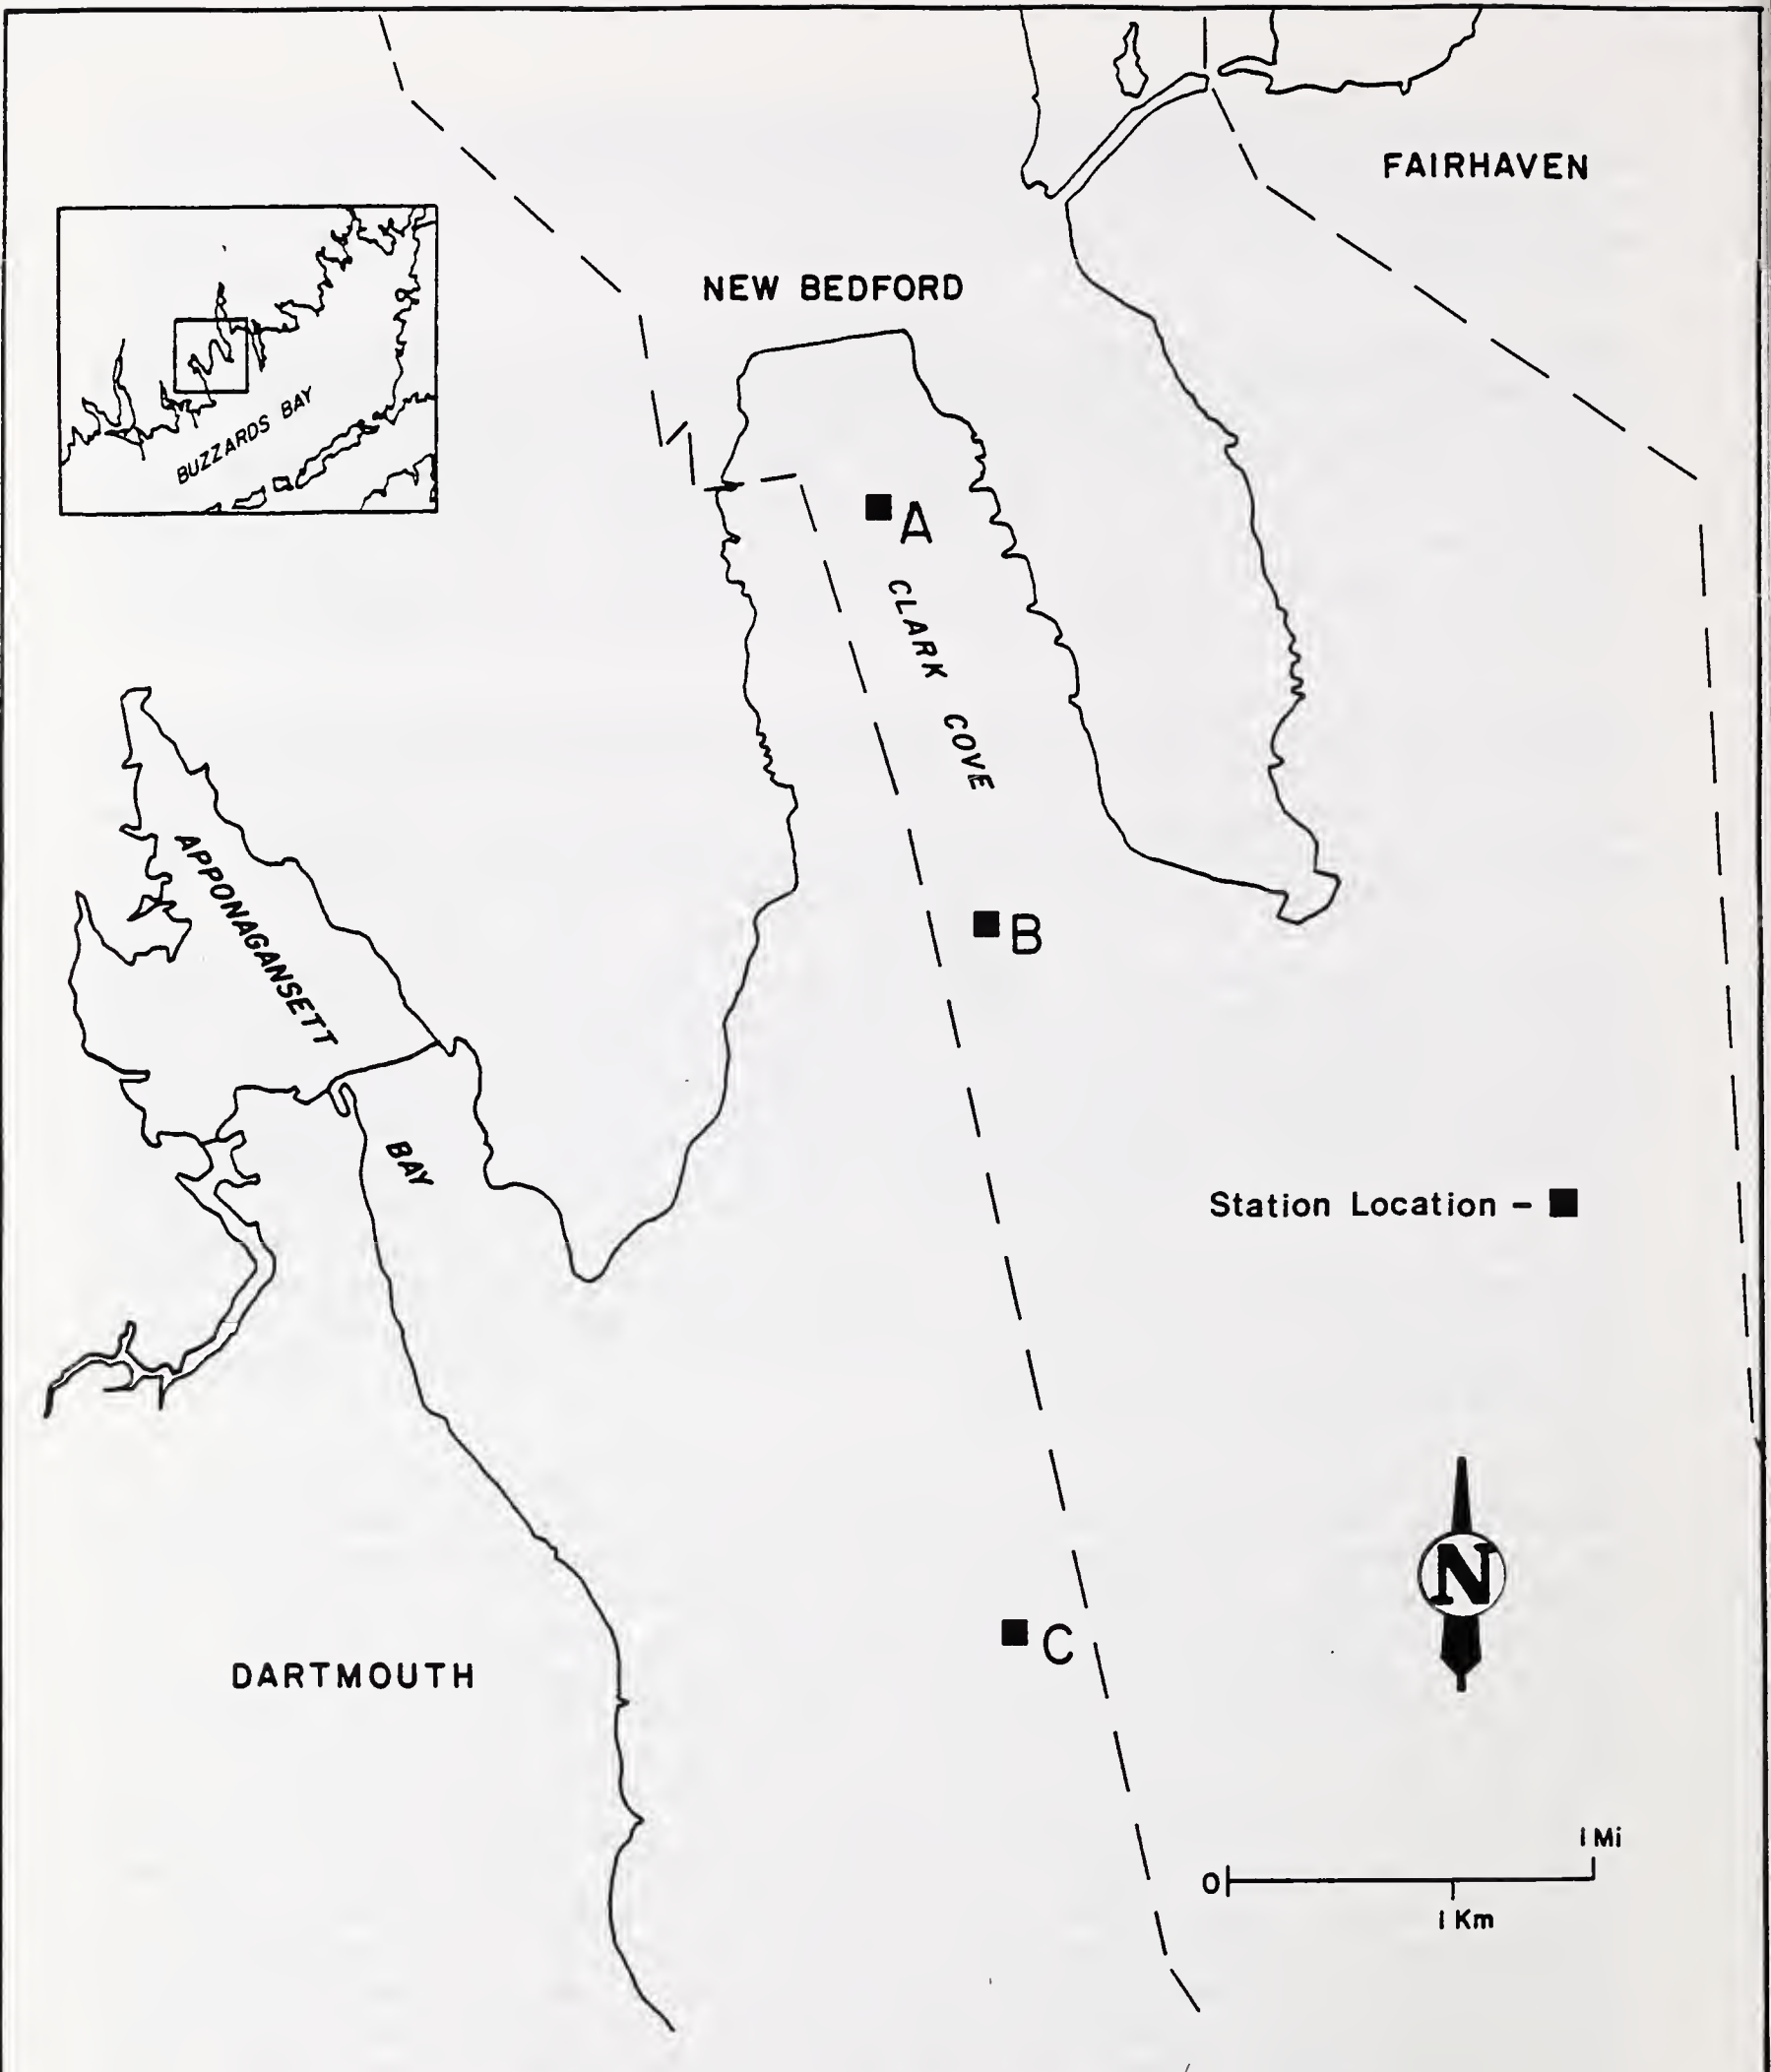 FAIRHAVEN
NEW BEDFORD
BUZZARDS BAY
A
CLARK COVE
APPONAGANSETT
BAY
B
Station Location –
N
C
DARTMOUTH
1 Mi
0
1 Km